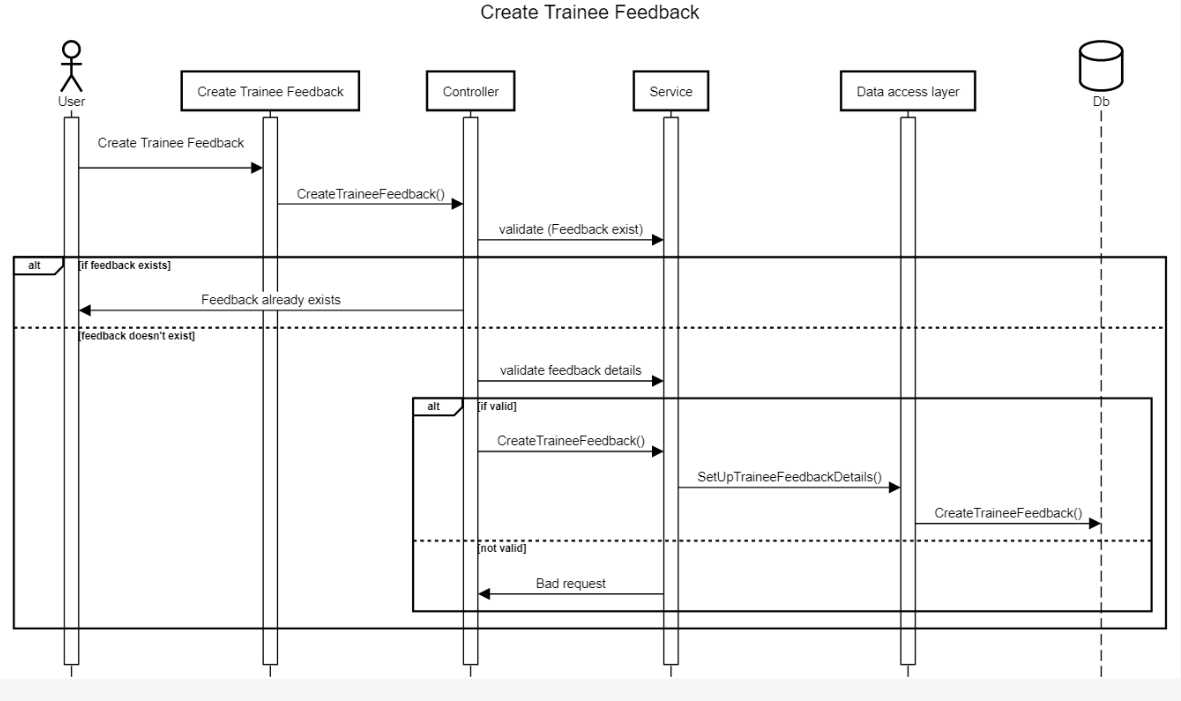 Create Trainee Feedback
User
Create Trainee Feedback
Controller
Service
Data access layer
Db
Create Trainee Feedback
CreateTraineeFeedback()
validate (Feedback exist)
alt
[if feedback exists]
Feedback already exists
[feedback doesn't exist]
validate feedback details
alt
[if valid]
CreateTraineeFeedback()
SetUpTraineeFeedbackDetails()
CreateTraineeFeedback()
[not valid]
Bad request